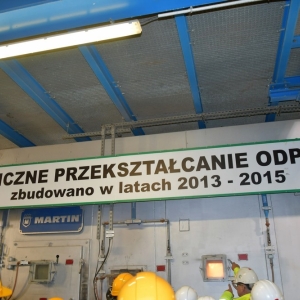 ICZNE PRZEKSZTAŁCANIE ODP
zbudowano w latach 2013 - 2015
MARTIN